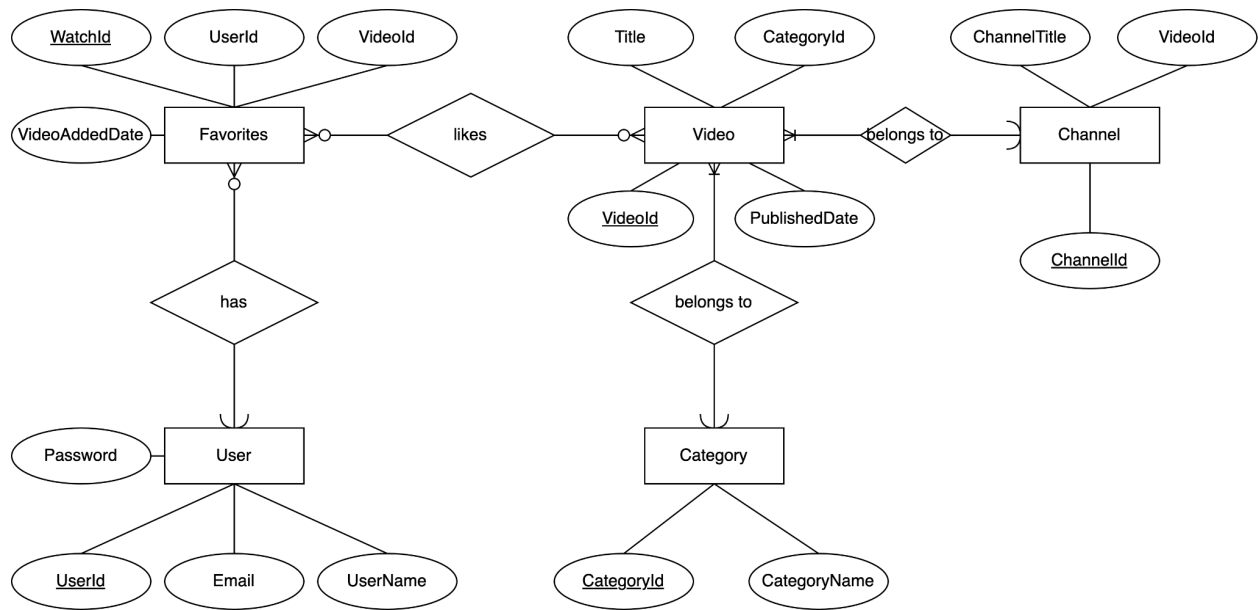 WatchId
UserId
VideoId
Title
CategoryId
ChannelTitle
VideoId
VideoAddedDate
Favorites
likes
Video
belongs to
Channel
VideoId
PublishedDate
ChannelId
has
belongs to
Password
User
Category
UserId
Email
UserName
CategoryId
CategoryName